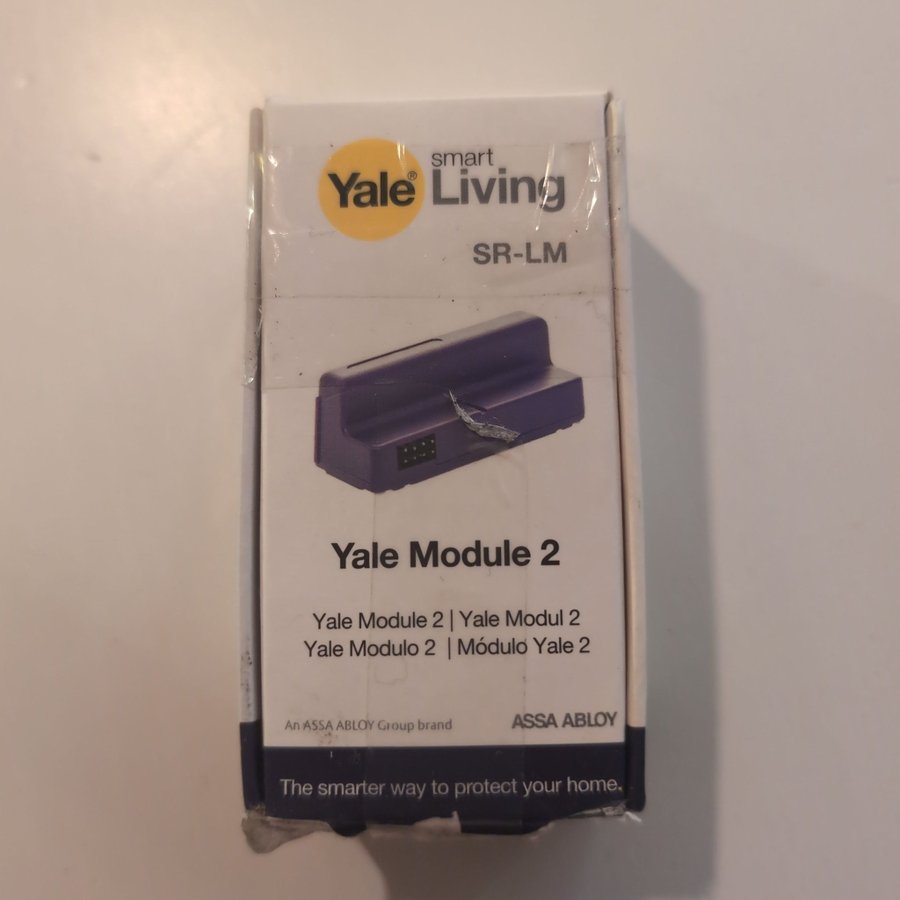 Yale®
smart
Living
SR-LM
Yale Module 2
Yale Module 2 | Yale Modul 2
Yale Modulo 2 | Módulo Yale 2
An ASSA ABLOY Group brand
ASSA ABLOY
The smarter way to protect your home.